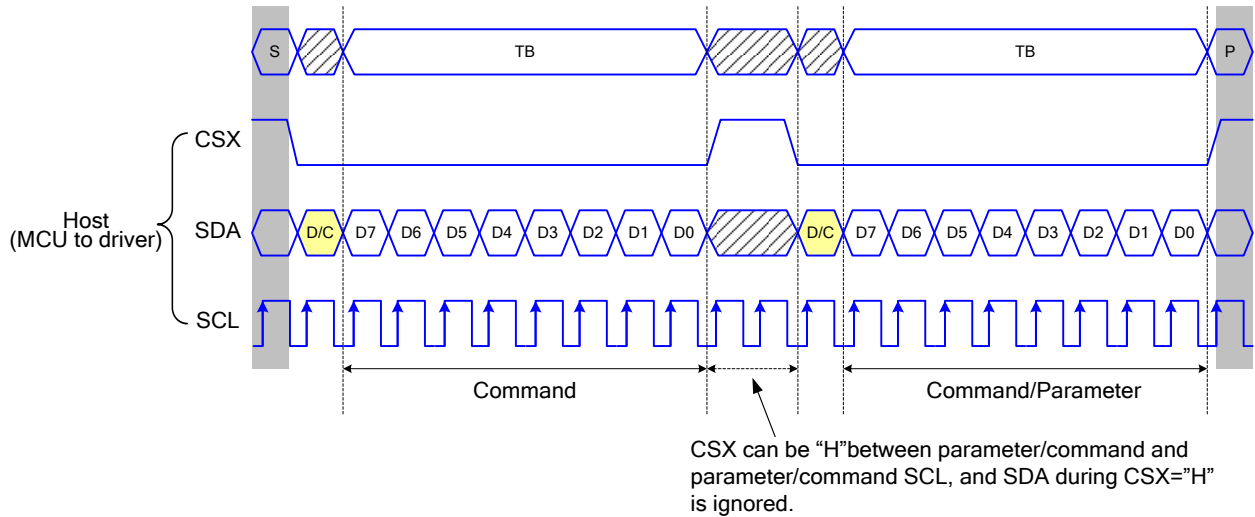 S TB TB P
CSX
Host
(MCU to driver)
SDA D/C D7 D6 D5 D4 D3 D2 D1 D0 D/C D7 D6 D5 D4 D3 D2 D1 D0
SCL
Command Command/Parameter
CSX can be “H”between parameter/command and
parameter/command SCL, and SDA during CSX=”H”
is ignored.